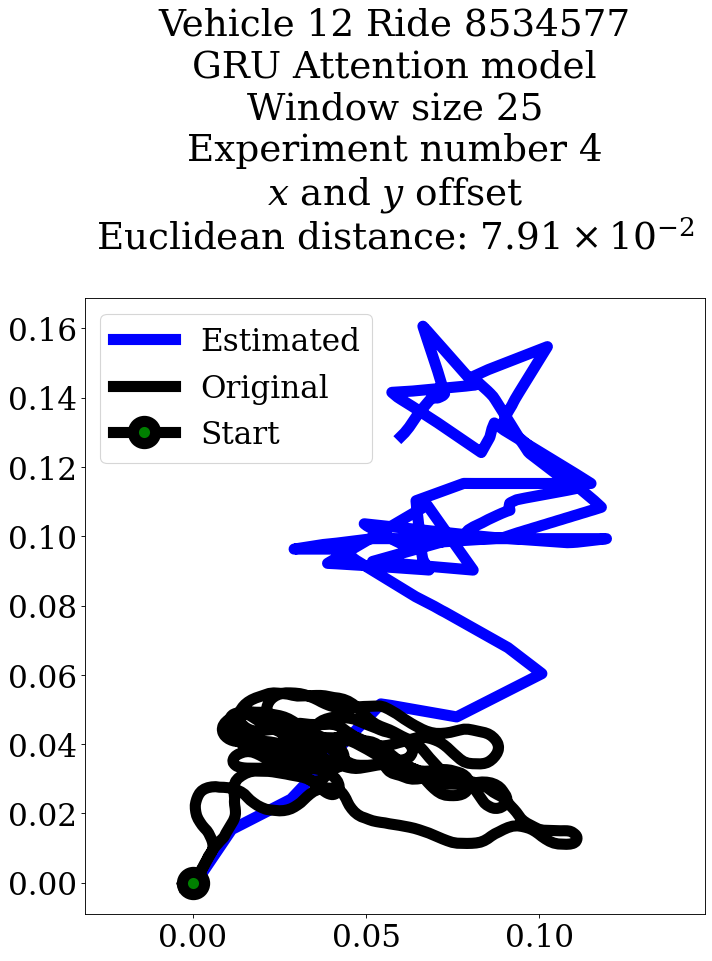 Vehicle 12 Ride 8534577
GRU Attention model
Window size 25
Experiment number 4
x and y offset
Euclidean distance: 7.91 × 10⁻²
Estimated
Original
Start
0.16
0.14
0.12
0.10
0.08
0.06
0.04
0.02
0.00
0.00 0.05 0.10